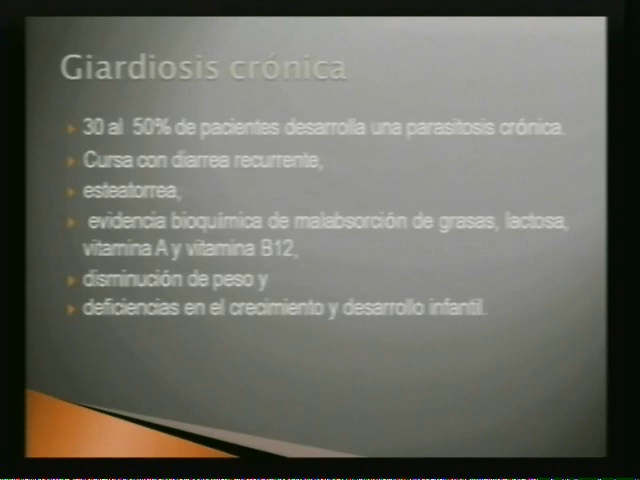 Giardiosis crónica
30 al 50% de pacientes desarrolla una parasitosis crónica.
Cursa con diarrea recurrente,
esteatorrea,
evidencia bioquímica de malabsorción de grasas, lactosa,
vitamina A y vitamina B12,
disminución de peso y
deficiencias en el crecimiento y desarrollo infantil.